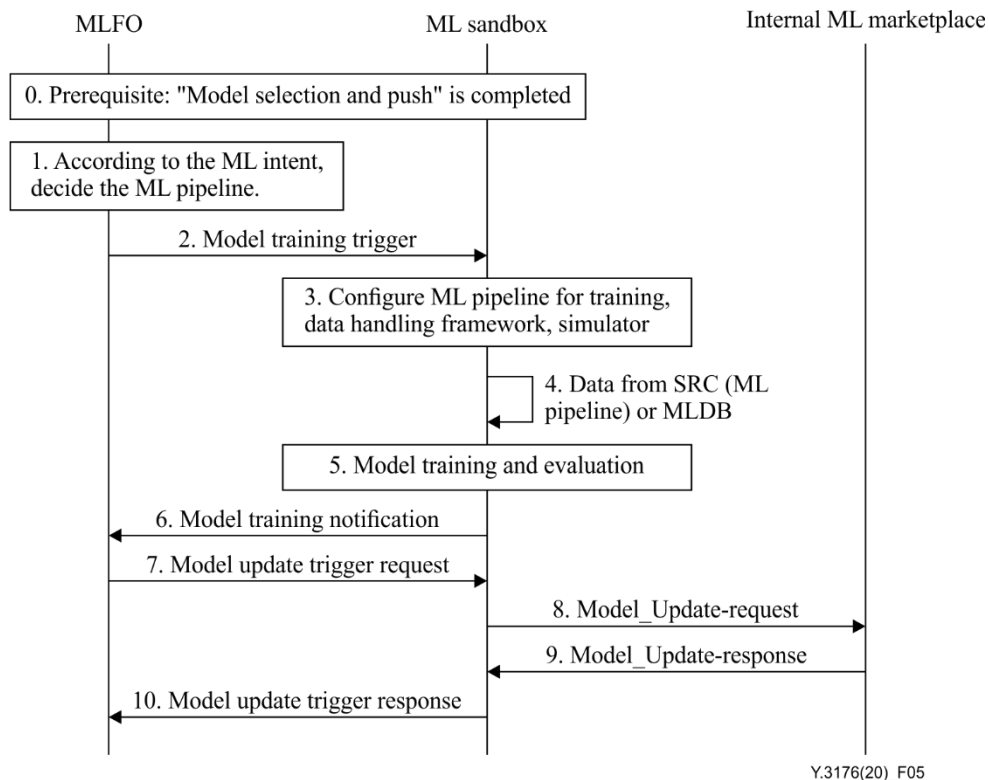 MLFO
ML sandbox
Internal ML marketplace
0. Prerequisite: "Model selection and push" is completed
1. According to the ML intent,
decide the ML pipeline.
2. Model training trigger
3. Configure ML pipeline for training,
data handling framework, simulator
4. Data from SRC (ML
pipeline) or MLDB
5. Model training and evaluation
6. Model training notification
7. Model update trigger request
8. Model_Update-request
9. Model_Update-response
10. Model update trigger response
Y.3176(20)_F05